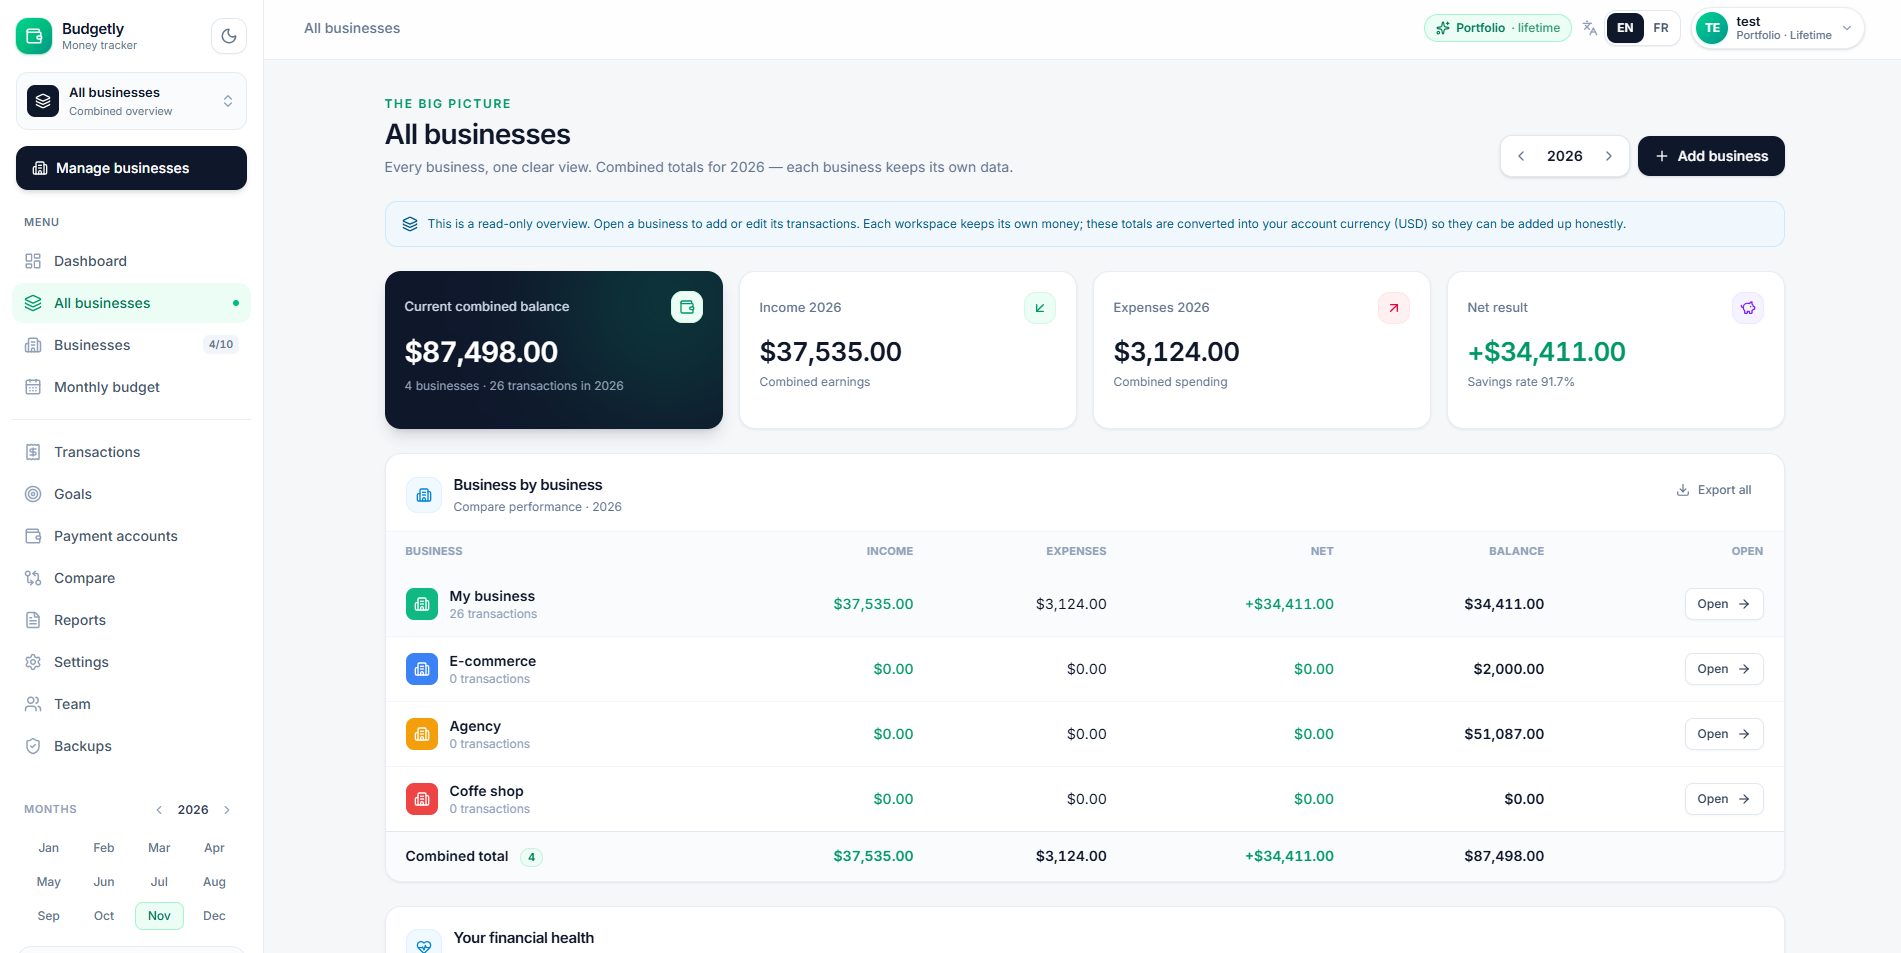 Budgetly
Money tracker
All businesses
Combined overview
Manage businesses
MENU
Dashboard
All businesses
Businesses 4/10
Monthly budget
Transactions
Goals
Payment accounts
Compare
Reports
Settings
Team
Backups
MONTHS 2026
Jan Feb Mar Apr
May Jun Jul Aug
Sep Oct Nov Dec
All businesses
Portfolio · lifetime
EN FR
TE
test
Portfolio · Lifetime
THE BIG PICTURE
All businesses
Every business, one clear view. Combined totals for 2026 — each business keeps its own data.
2026
Add business
This is a read-only overview. Open a business to add or edit its transactions. Each workspace keeps its own money; these totals are converted into your account currency (USD) so they can be added up honestly.
Current combined balance
$87,498.00
4 businesses · 26 transactions in 2026
Income 2026
$37,535.00
Combined earnings
Expenses 2026
$3,124.00
Combined spending
Net result
+$34,411.00
Savings rate 91.7%
Business by business
Compare performance · 2026
Export all
BUSINESS INCOME EXPENSES NET BALANCE OPEN
My business
26 transactions
$37,535.00 $3,124.00 +$34,411.00 $34,411.00 Open
E-commerce
0 transactions
$0.00 $0.00 $0.00 $2,000.00 Open
Agency
0 transactions
$0.00 $0.00 $0.00 $51,087.00 Open
Coffe shop
0 transactions
$0.00 $0.00 $0.00 $0.00 Open
Combined total 4 $37,535.00 $3,124.00 +$34,411.00 $87,498.00
Your financial health